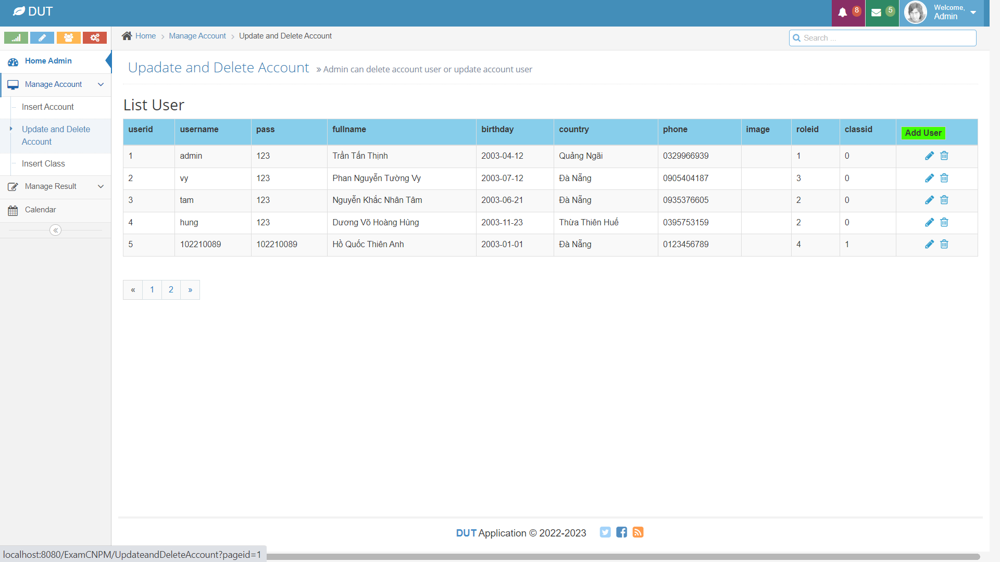 DUT
8
5
Welcome,
Admin
Home
Manage Account
Update and Delete Account
Search ...
Home Admin
Manage Account
Insert Account
Update and Delete
Account
Insert Class
Manage Result
Calendar
Upadate and Delete Account » Admin can delete account user or update account user
List User
userid username pass fullname birthday country phone image roleid classid Add User
1 admin 123 Trần Tấn Thịnh 2003-04-12 Quảng Ngãi 0329966939 1 0
2 vy 123 Phan Nguyễn Tường Vy 2003-07-12 Đà Nẵng 0905404187 3 0
3 tam 123 Nguyễn Khắc Nhân Tâm 2003-06-21 Đà Nẵng 0935376605 2 0
4 hung 123 Dương Võ Hoàng Hùng 2003-11-23 Thừa Thiên Huế 0395753159 2 0
5 102210089 102210089 Hồ Quốc Thiên Anh 2003-01-01 Đà Nẵng 0123456789 4 1
« 1 2 »
DUT Application © 2022-2023
localhost:8080/ExamCNPM/UpdateandDeleteAccount?pageid=1